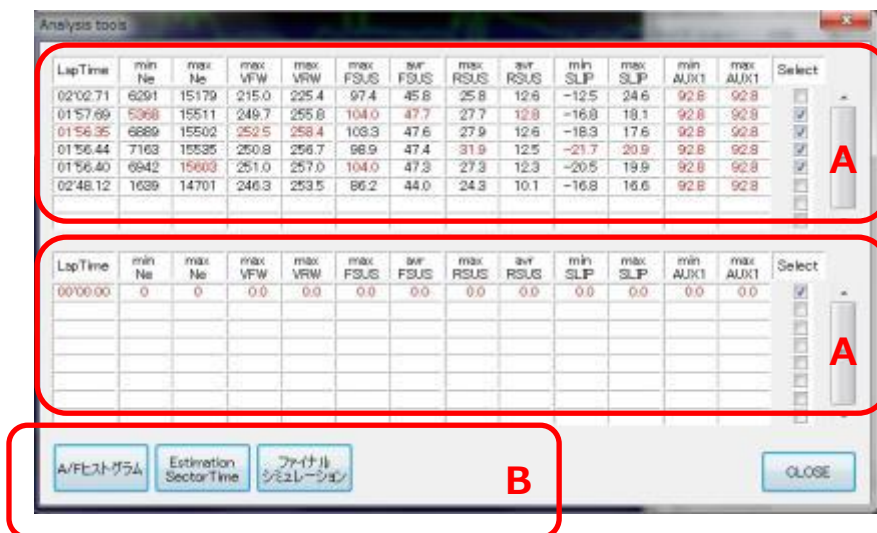 Analysis tools
LapTime min Ne max Ne max VFW max VRW max FSUS avr FSUS max RSUS avr RSUS min SLIP max SLIP min AUX1 max AUX1 Select
02'02.71 6291 15179 215.0 225.4 97.4 45.8 25.8 12.6 -12.5 24.6 92.8 92.8
01'57.69 5368 15511 249.7 255.8 104.0 47.7 27.7 12.8 -16.8 18.1 92.8 92.8
01'56.35 6889 15502 252.5 258.4 103.3 47.6 27.9 12.6 -18.3 17.6 92.8 92.8
01'56.44 7163 15535 250.8 256.7 98.9 47.4 31.9 12.5 -21.7 20.9 92.8 92.8
01'56.40 6942 15603 251.0 257.0 104.0 47.3 27.3 12.3 -20.5 19.9 92.8 92.8
02'48.12 1639 14701 246.3 253.5 86.2 44.0 24.3 10.1 -16.8 16.6 92.8 92.8
A
LapTime min Ne max Ne max VFW max VRW max FSUS avr FSUS max RSUS avr RSUS min SLIP max SLIP min AUX1 max AUX1 Select
00'00.00 0 0 0.0 0.0 0.0 0.0 0.0 0.0 0.0 0.0 0.0 0.0
A
A/Fヒストグラム
Estimation
SectorTime
ファイナル
シミュレーション
B
CLOSE